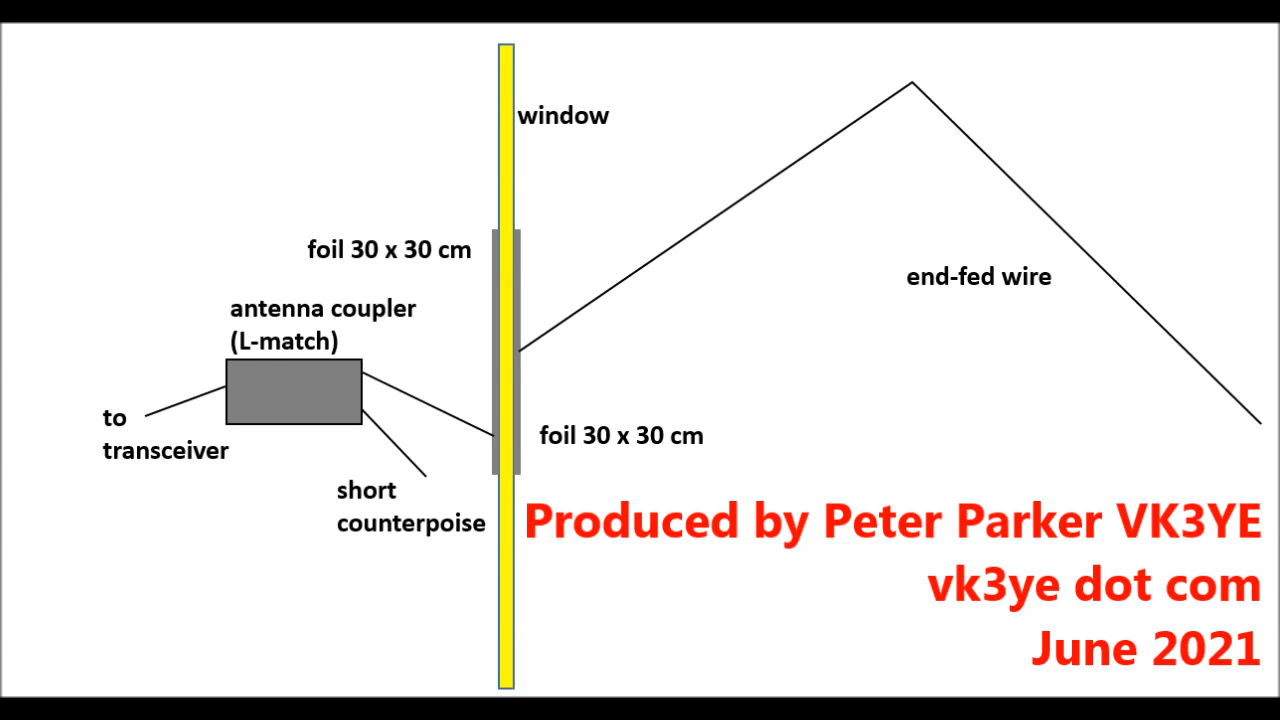 window
foil 30 x 30 cm
antenna coupler
(L-match)
end-fed wire
to
transceiver
foil 30 x 30 cm
short
counterpoise
Produced by Peter Parker VK3YE
vk3ye dot com
June 2021